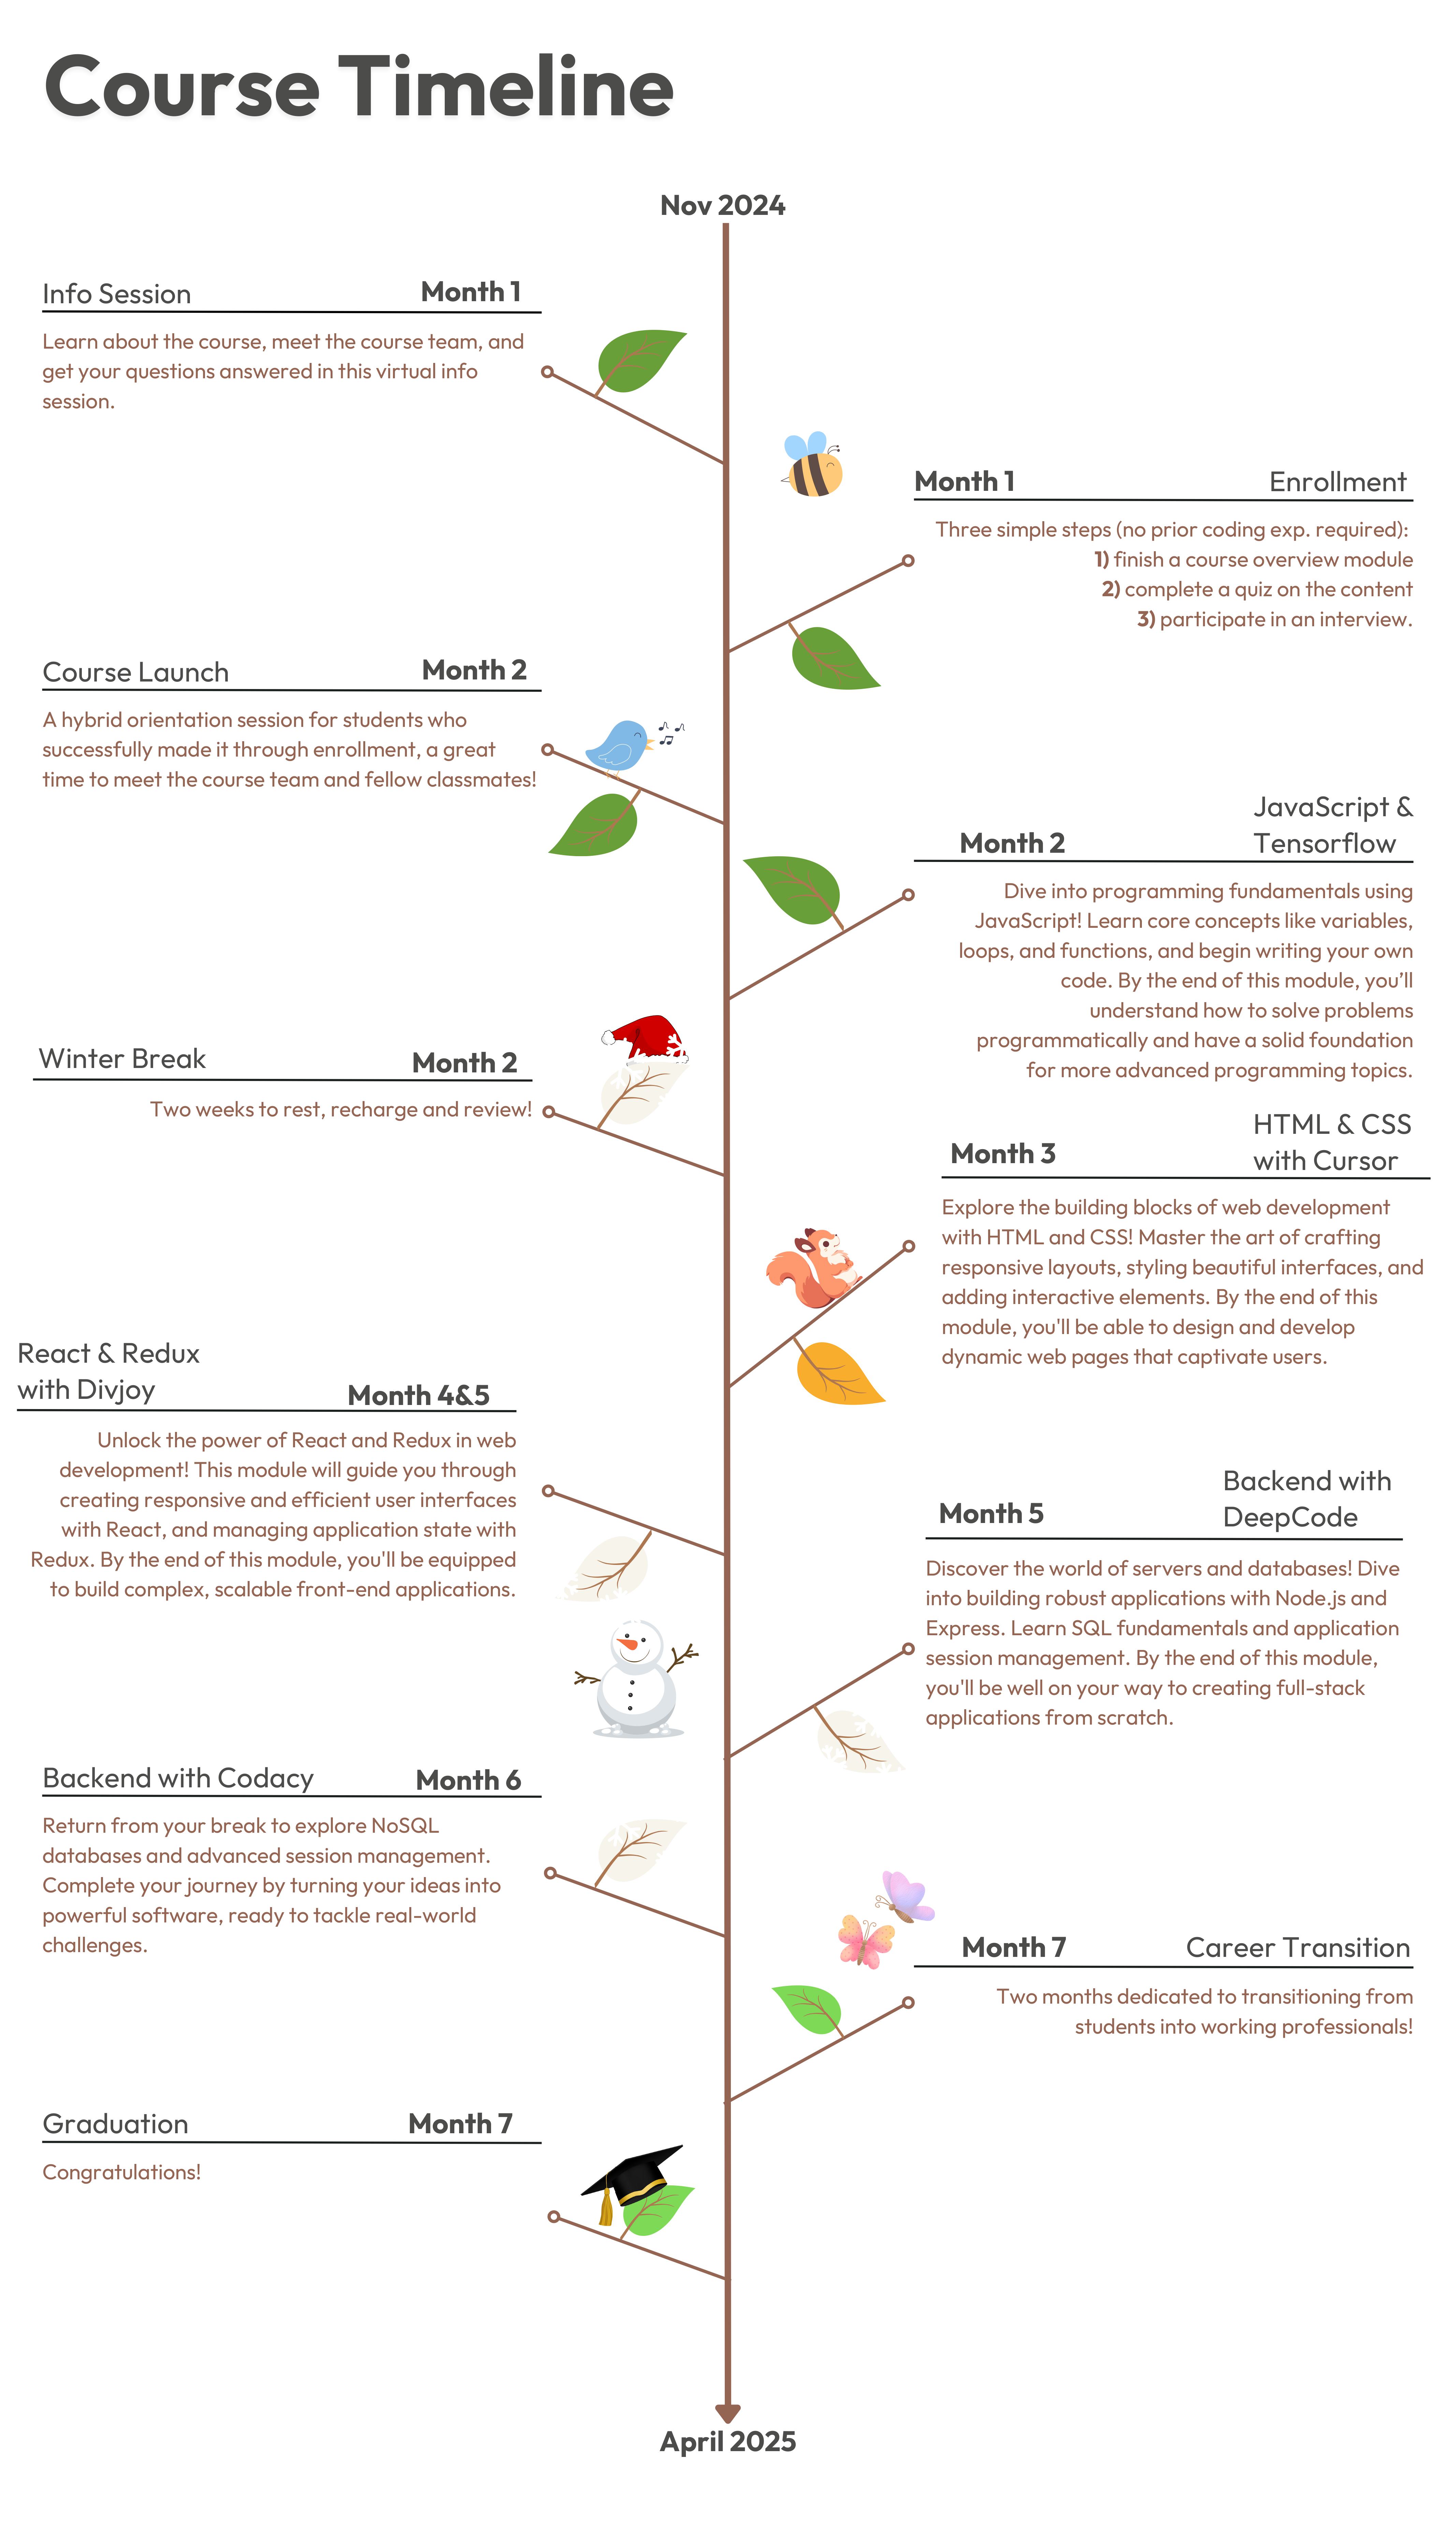 Course Timeline
Nov 2024
Info Session
Month 1
Learn about the course, meet the course team, and
get your questions answered in this virtual info
session.
Month 1
Enrollment
Three simple steps (no prior coding exp. required):
1) finish a course overview module
2) complete a quiz on the content
3) participate in an interview.
Course Launch
Month 2
A hybrid orientation session for students who
successfully made it through enrollment, a great
time to meet the course team and fellow classmates!
Month 2
JavaScript &
Tensorflow
Dive into programming fundamentals using
JavaScript! Learn core concepts like variables,
loops, and functions, and begin writing your own
code. By the end of this module, you’ll
understand how to solve problems
programmatically and have a solid foundation
for more advanced programming topics.
Winter Break
Month 2
Two weeks to rest, recharge and review!
Month 3
HTML & CSS
with Cursor
Explore the building blocks of web development
with HTML and CSS! Master the art of crafting
responsive layouts, styling beautiful interfaces, and
adding interactive elements. By the end of this
module, you'll be able to design and develop
dynamic web pages that captivate users.
React & Redux
with Divjoy
Month 4&5
Unlock the power of React and Redux in web
development! This module will guide you through
creating responsive and efficient user interfaces
with React, and managing application state with
Redux. By the end of this module, you'll be equipped
to build complex, scalable front-end applications.
Month 5
Backend with
DeepCode
Discover the world of servers and databases! Dive
into building robust applications with Node.js and
Express. Learn SQL fundamentals and application
session management. By the end of this module,
you'll be well on your way to creating full-stack
applications from scratch.
Backend with Codacy
Month 6
Return from your break to explore NoSQL
databases and advanced session management.
Complete your journey by turning your ideas into
powerful software, ready to tackle real-world
challenges.
Month 7
Career Transition
Two months dedicated to transitioning from
students into working professionals!
Graduation
Month 7
Congratulations!
April 2025